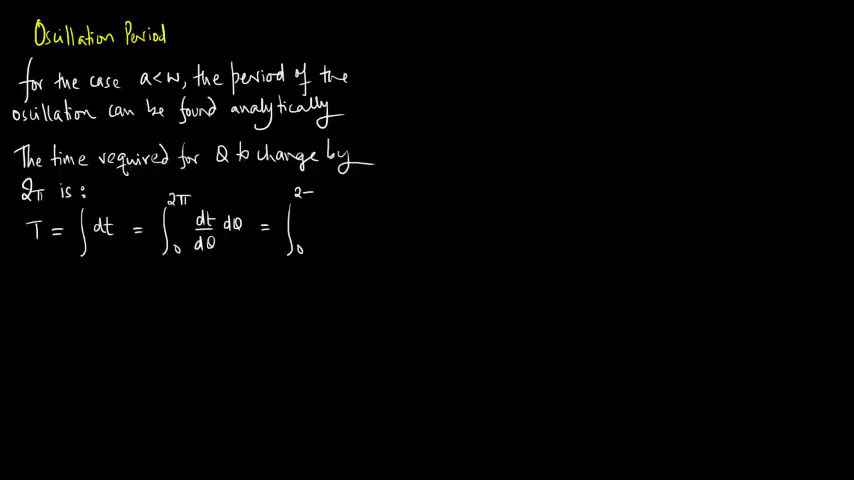 Oscillation Period
for the case a<w, the period of the
oscillation can be found analytically
The time required for θ to change by
2π is:
T = ∫ dt = ∫₀^2π dt/dθ dθ = ∫₀^2